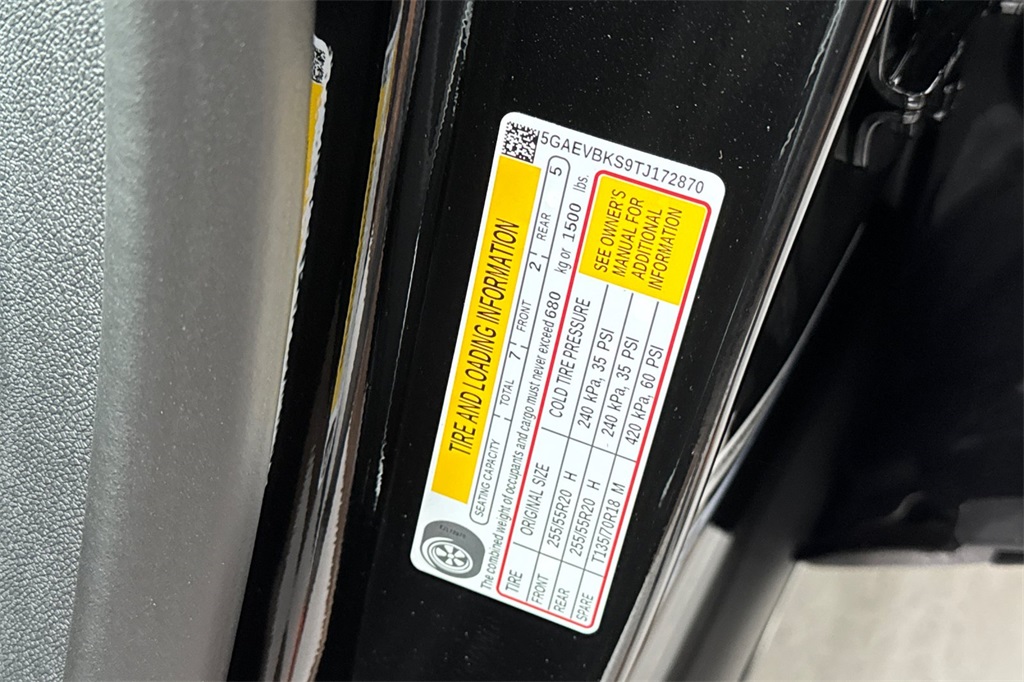 5GAEVBKS9TJ172870
TIRE AND LOADING INFORMATION
SEATING CAPACITY TOTAL 7 FRONT 2 REAR 5
The combined weight of occupants and cargo must never exceed 680 kg or 1500 lbs.
TIRE ORIGINAL SIZE COLD TIRE PRESSURE
FRONT 255/55R20 H 240 kPa, 35 PSI
REAR 255/55R20 H 240 kPa, 35 PSI
SPARE T135/70R18 M 420 kPa, 60 PSI
SEE OWNER'S
MANUAL FOR
ADDITIONAL
INFORMATION